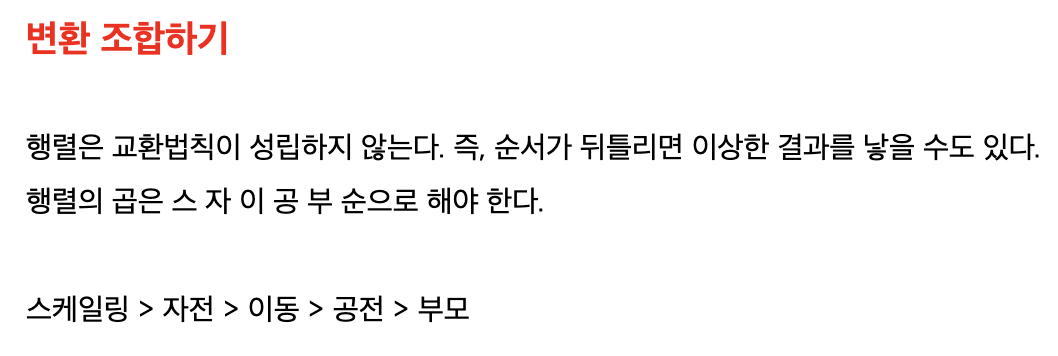 변환 조합하기
행렬은 교환법칙이 성립하지 않는다. 즉, 순서가 뒤틀리면 이상한 결과를 낳을 수도 있다.
행렬의 곱은 스 자 이 공 부 순으로 해야 한다.
스케일링 > 자전 > 이동 > 공전 > 부모